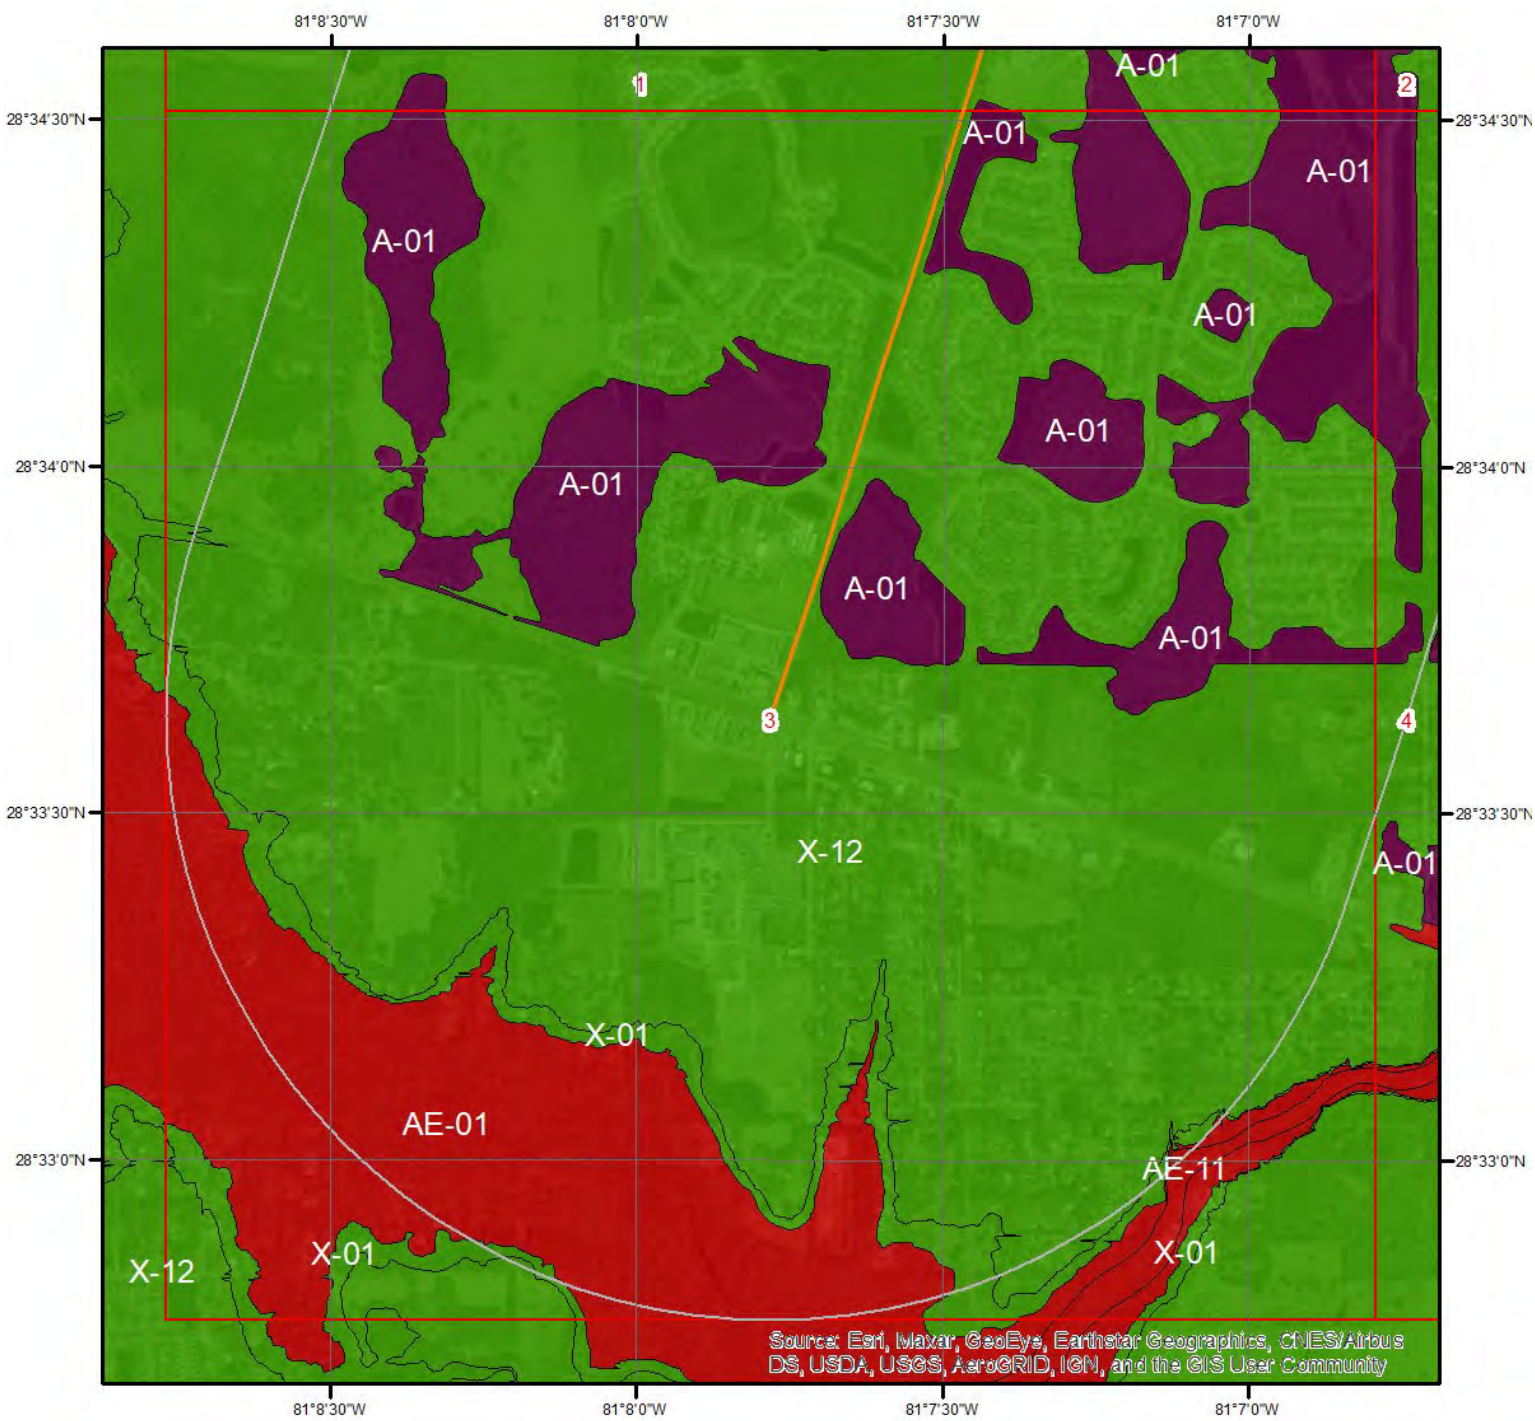 81°8'30"W 81°8'0"W 81°7'30"W 81°7'0"W
A-01
1 2
28°34'30"N 28°34'30"N
A-01
A-01
A-01
A-01
A-01
28°34'0"N 28°34'0"N
A-01
A-01
A-01
3 4
28°33'30"N 28°33'30"N
X-12 A-01
X-01
AE-01
28°33'0"N 28°33'0"N
AE-11
X-01 X-01
X-12
Source: Esri, Maxar, GeoEye, Earthstar Geographics, CNES/Airbus
DS, USDA, USGS, AeroGRID, IGN, and the GIS User Community
81°8'30"W 81°8'0"W 81°7'30"W 81°7'0"W